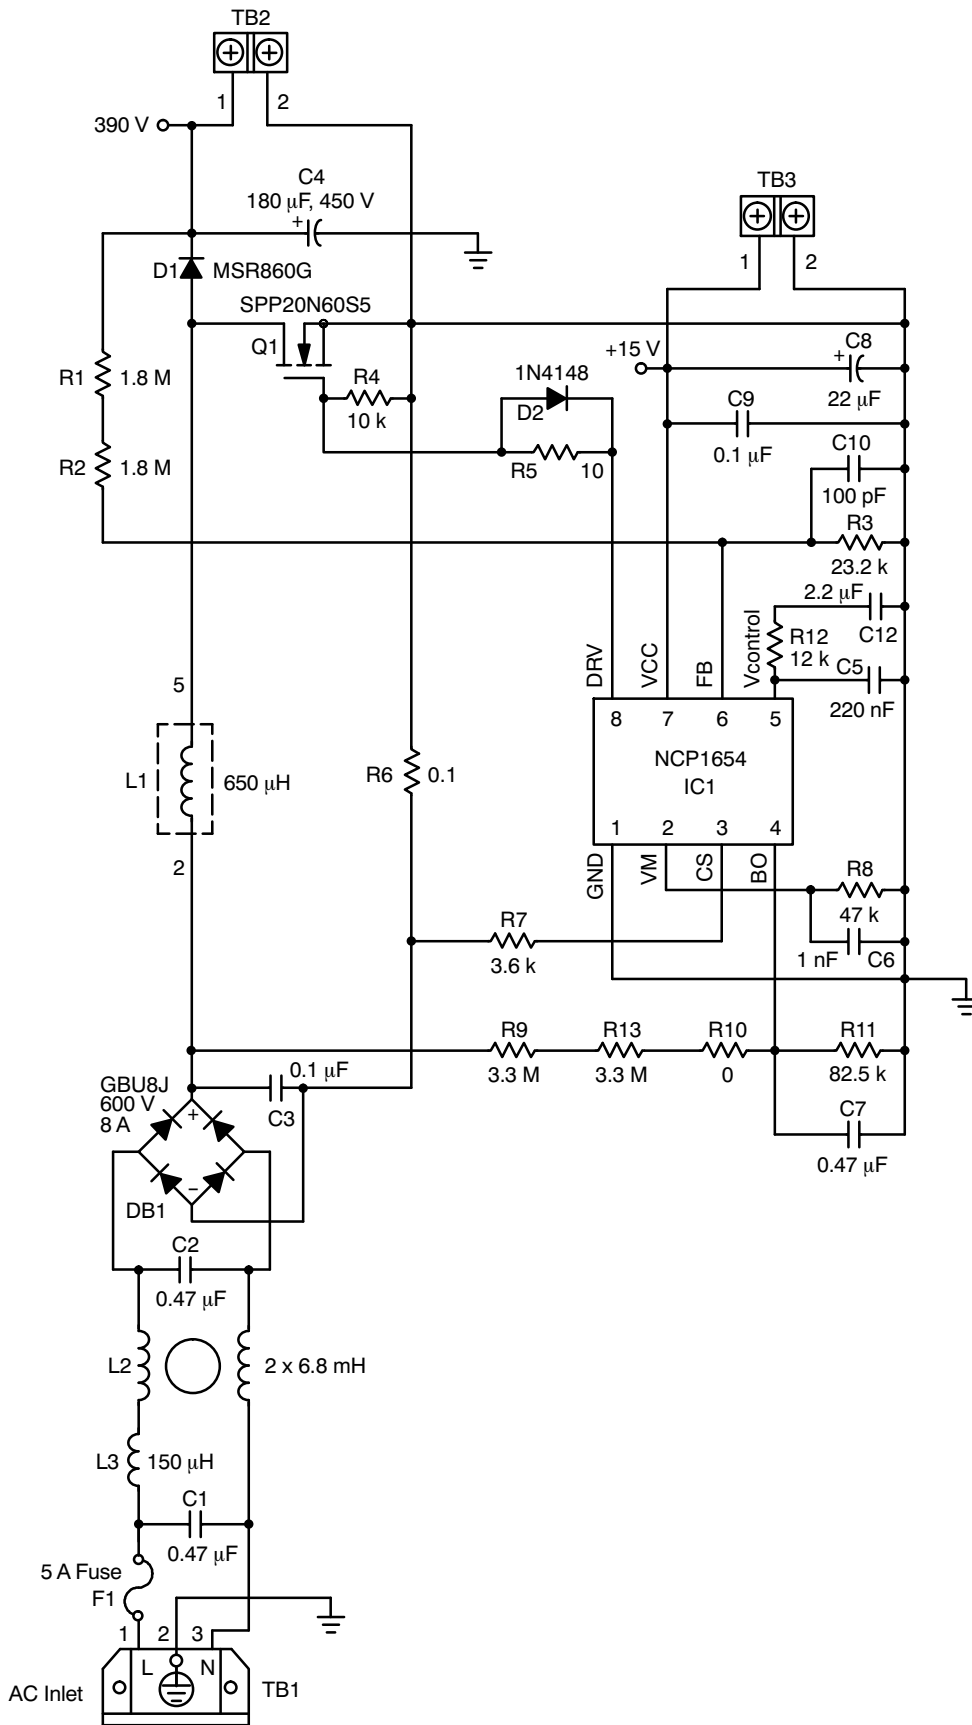 TB2
1 2
390 V
C4
180 μF, 450 V
+
TB3
1 2
D1 MSR860G
SPP20N60S5
Q1
R4
10 k
+15 V
C8
+
22 μF
1N4148
D2
C9
0.1 μF
R1 1.8 M
R2 1.8 M
R5 10
C10
100 pF
R3
23.2 k
2.2 μF
C12
R12
12 k
C5
220 nF
DRV
VCC
FB
Vcontrol
5
8 7 6 5
NCP1654
IC1
1 2 3 4
L1 650 μH
R6 0.1
2
GND
VM
CS
BO
R8
47 k
R7
3.6 k
1 nF C6
R9
3.3 M
R13
3.3 M
R10
0
R11
82.5 k
GBU8J
600 V
8 A
0.1 μF
C3
C7
0.47 μF
+
−
DB1
C2
0.47 μF
L2 2 x 6.8 mH
L3 150 μH
C1
0.47 μF
5 A Fuse
F1
1 2 3
L N
AC Inlet TB1